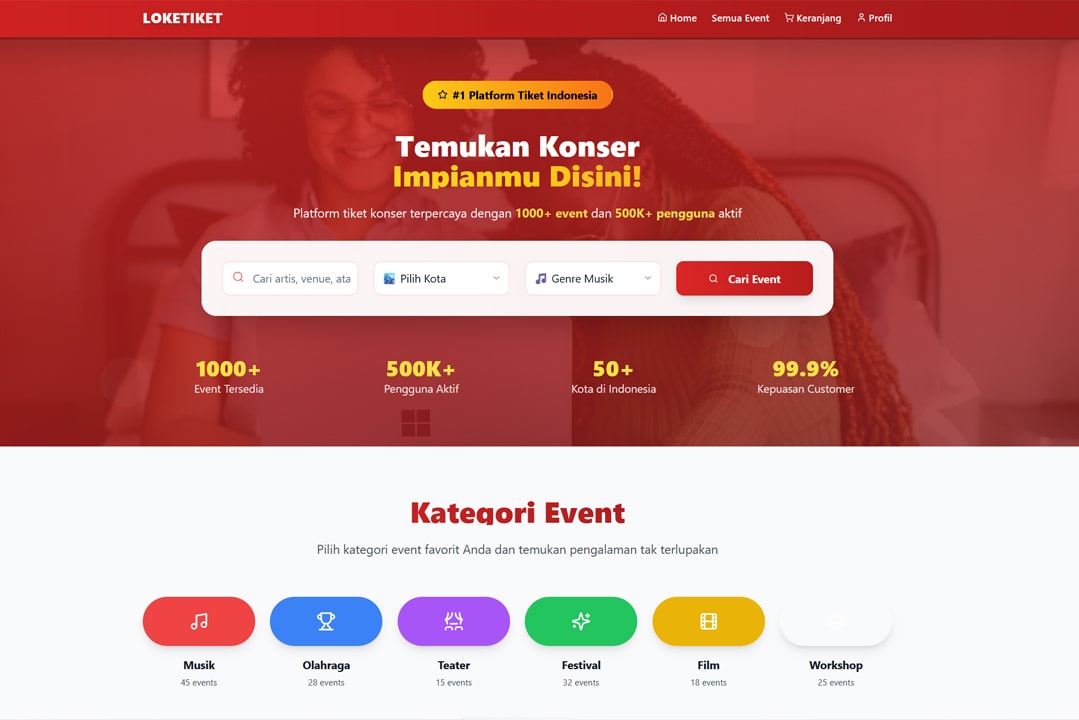 LOKETIKET
Home
Semua Event
Keranjang
Profil
#1 Platform Tiket Indonesia
Temukan Konser
Impianmu Disini!
Platform tiket konser terpercaya dengan 1000+ event dan 500K+ pengguna aktif
Cari artis, venue, ata
Pilih Kota
Genre Musik
Cari Event
1000+
Event Tersedia
500K+
Pengguna Aktif
50+
Kota di Indonesia
99.9%
Kepuasan Customer
Kategori Event
Pilih kategori event favorit Anda dan temukan pengalaman tak terlupakan
Musik
45 events
Olahraga
28 events
Teater
15 events
Festival
32 events
Film
18 events
Workshop
25 events